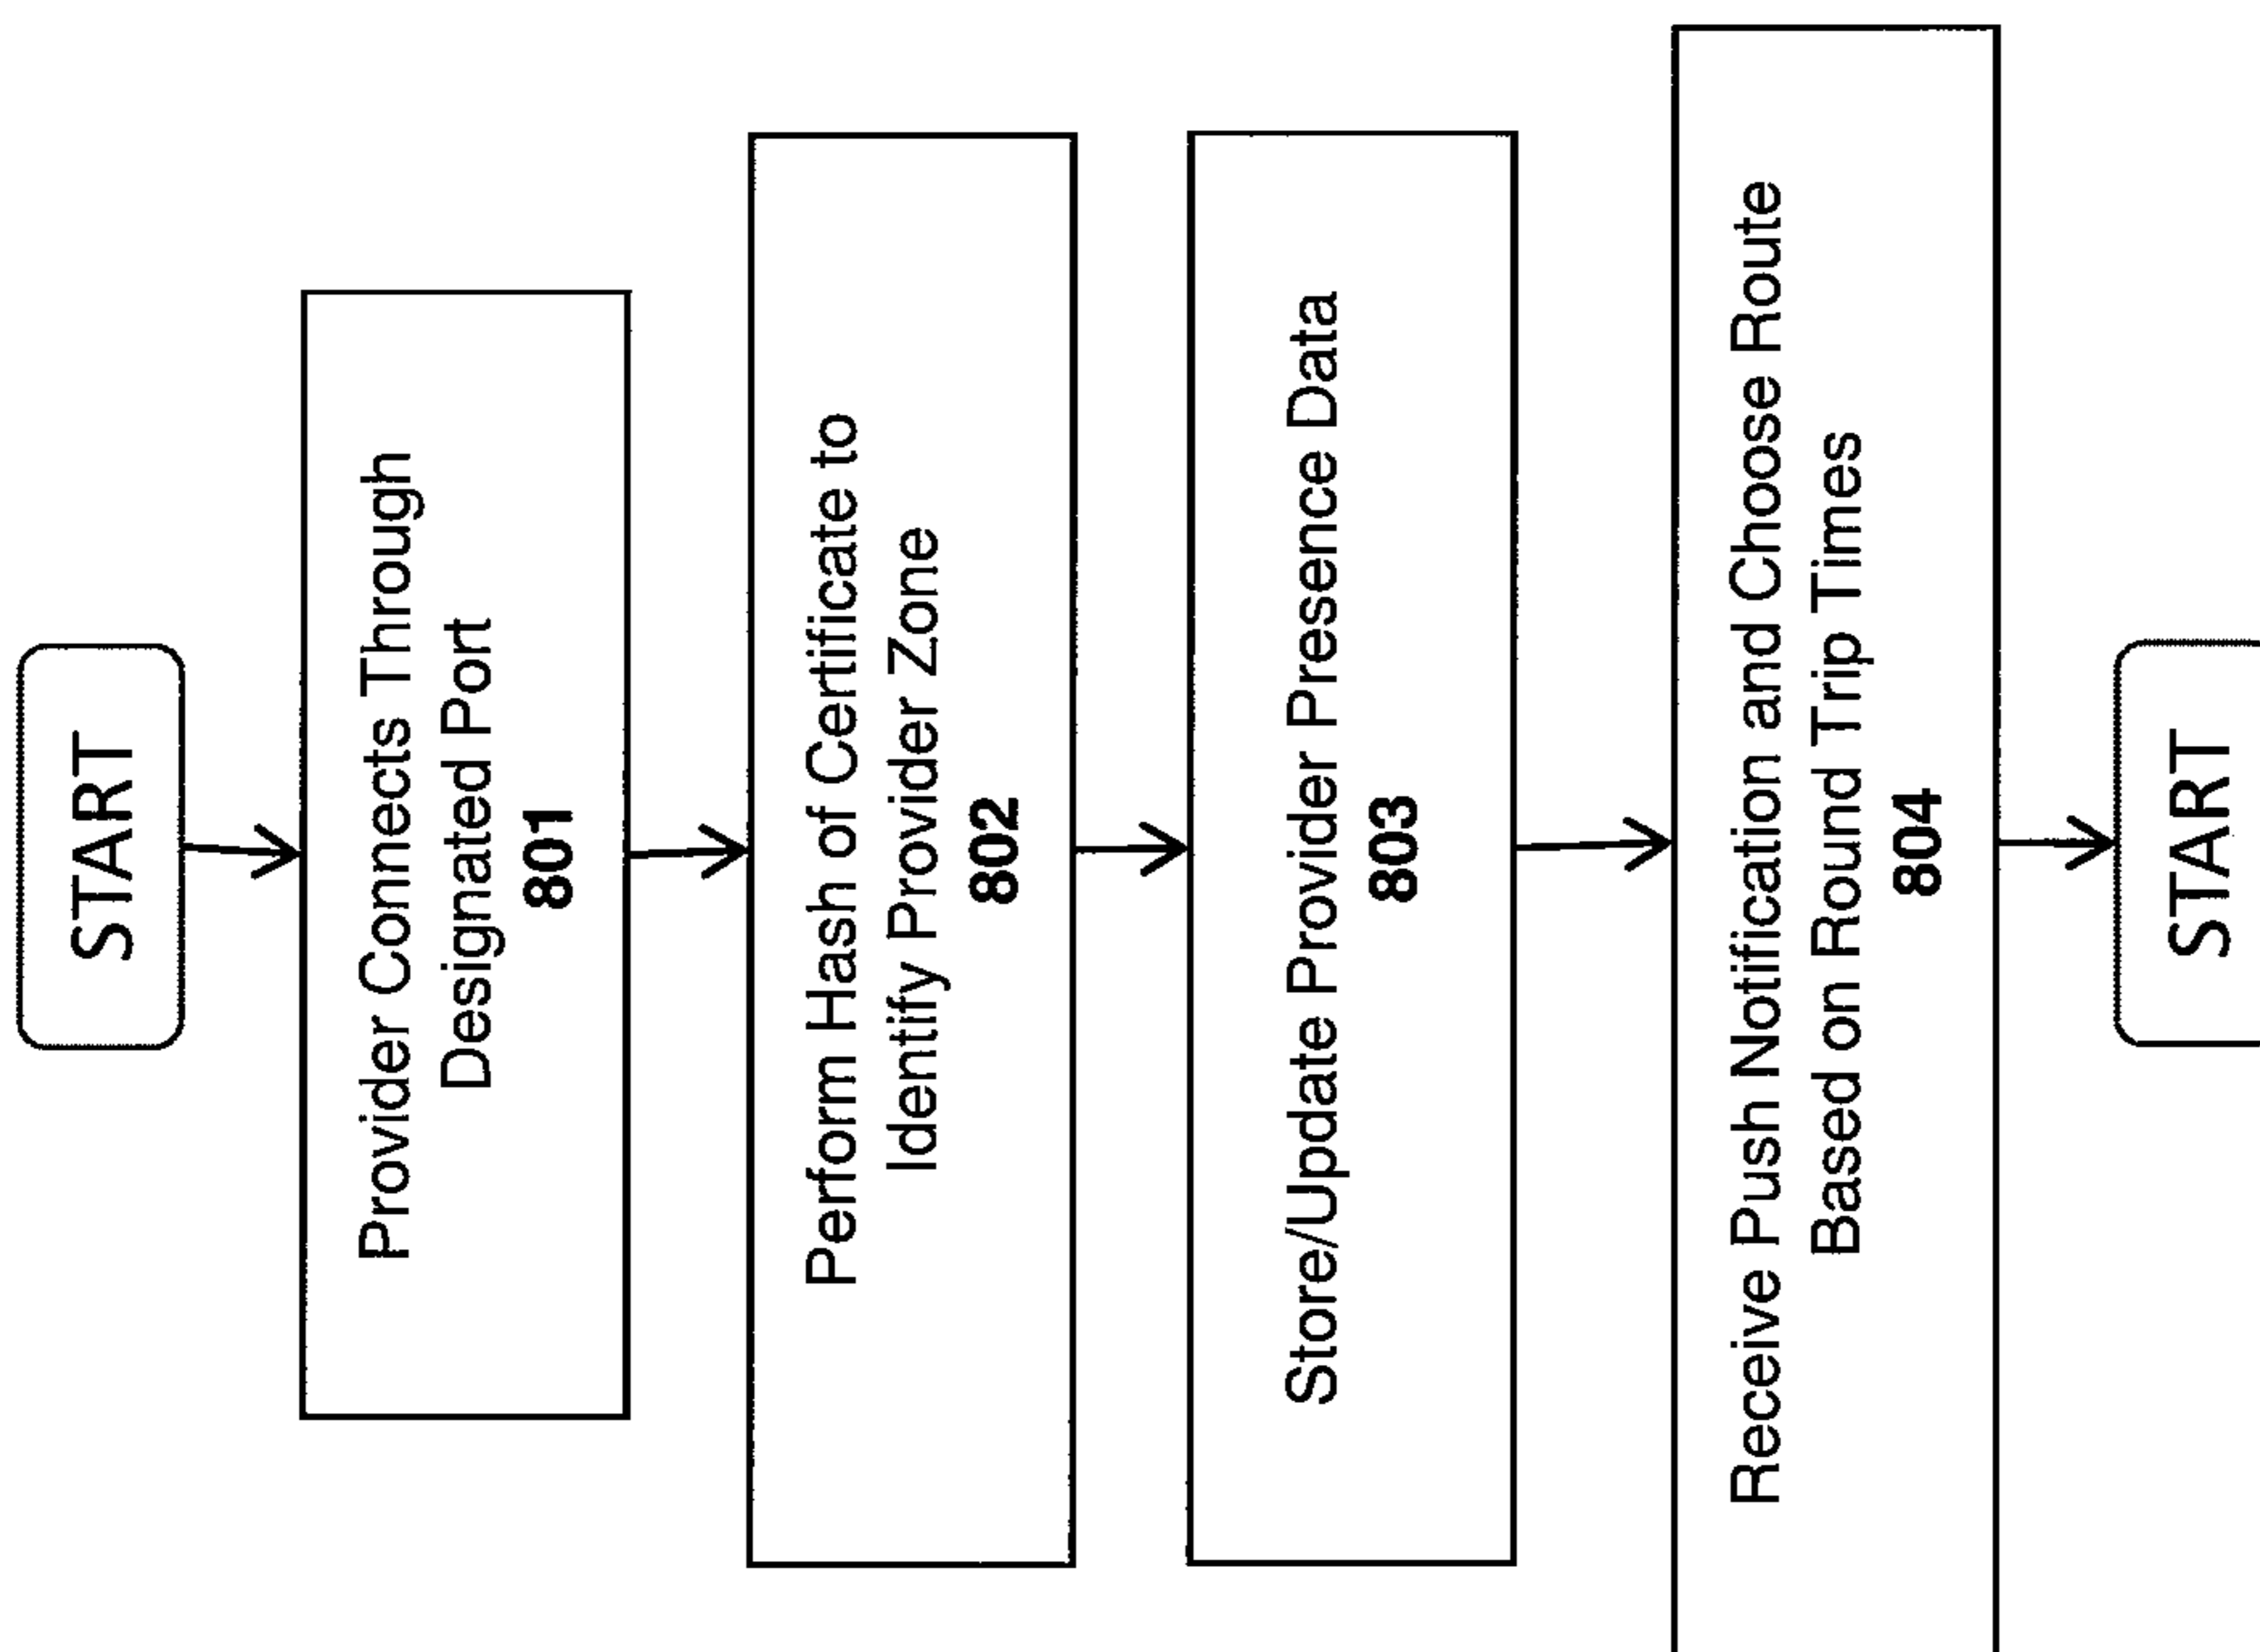 START
Provider Connects Through
Designated Port
801
Perform Hash of Certificate to
Identify Provider Zone
802
Store/Update Provider Presence Data
803
Receive Push Notification and Choose Route
Based on Round Trip Times
804
START